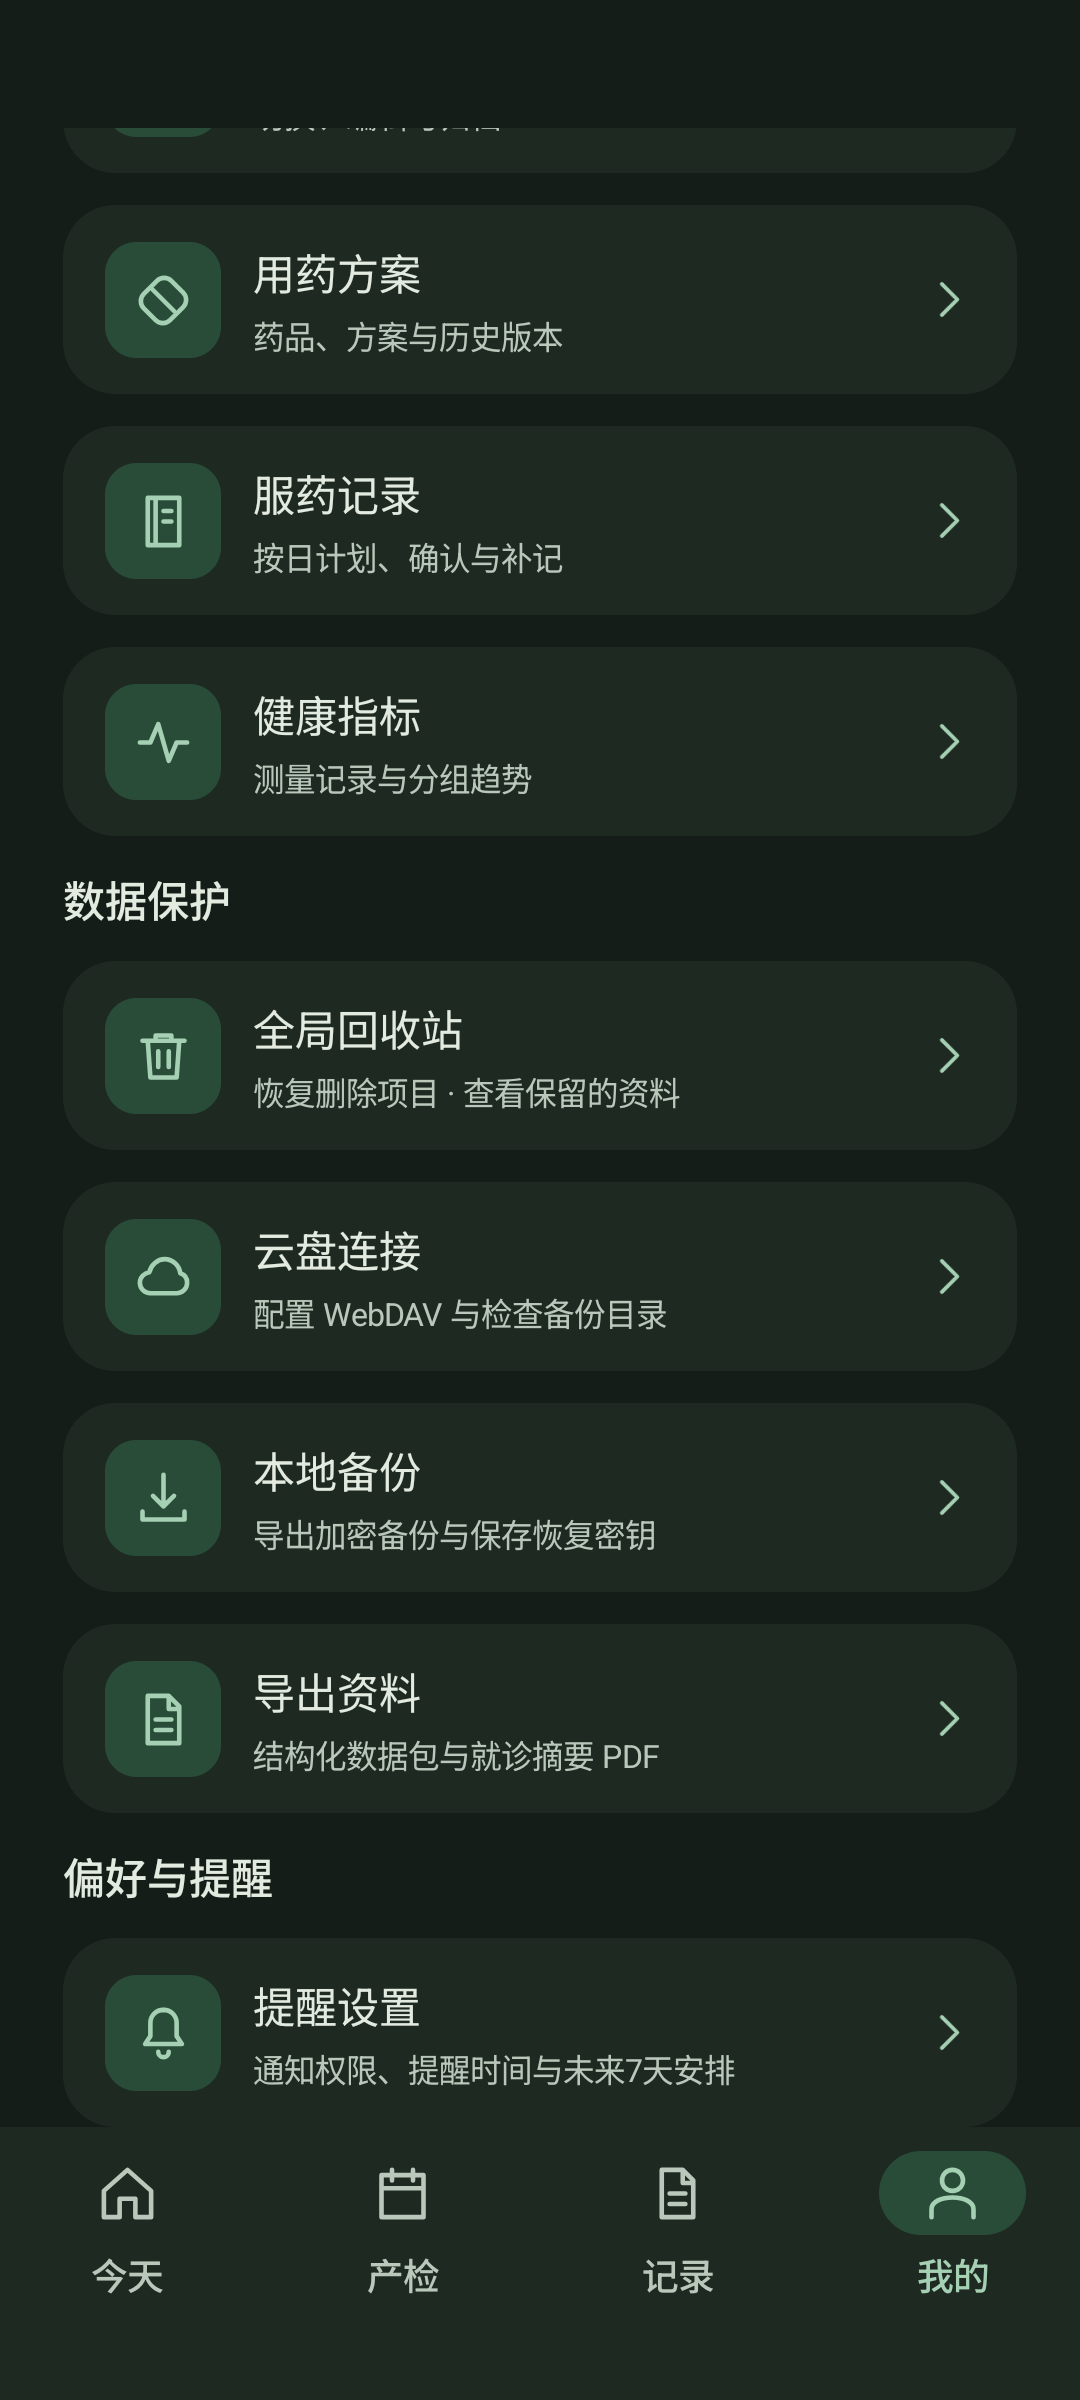 用药方案
药品、方案与历史版本
服药记录
按日计划、确认与补记
健康指标
测量记录与分组趋势
数据保护
全局回收站
恢复删除项目 · 查看保留的资料
云盘连接
配置 WebDAV 与检查备份目录
本地备份
导出加密备份与保存恢复密钥
导出资料
结构化数据包与就诊摘要 PDF
偏好与提醒
提醒设置
通知权限、提醒时间与未来7天安排
今天
产检
记录
我的